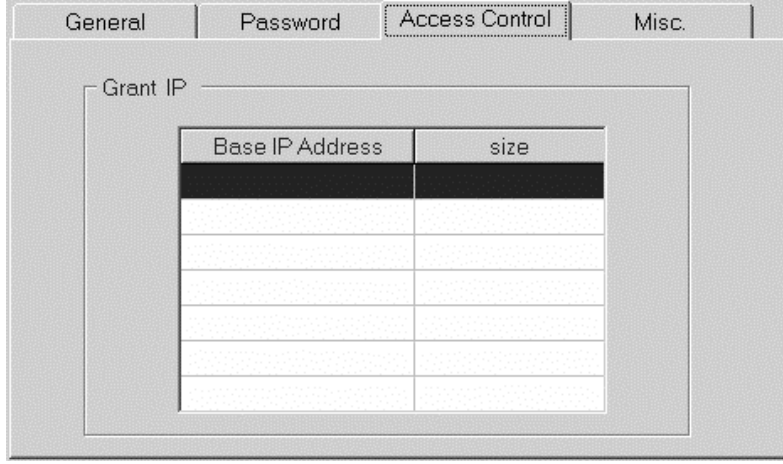 General Password Access Control Misc.
Grant IP
Base IP Address size